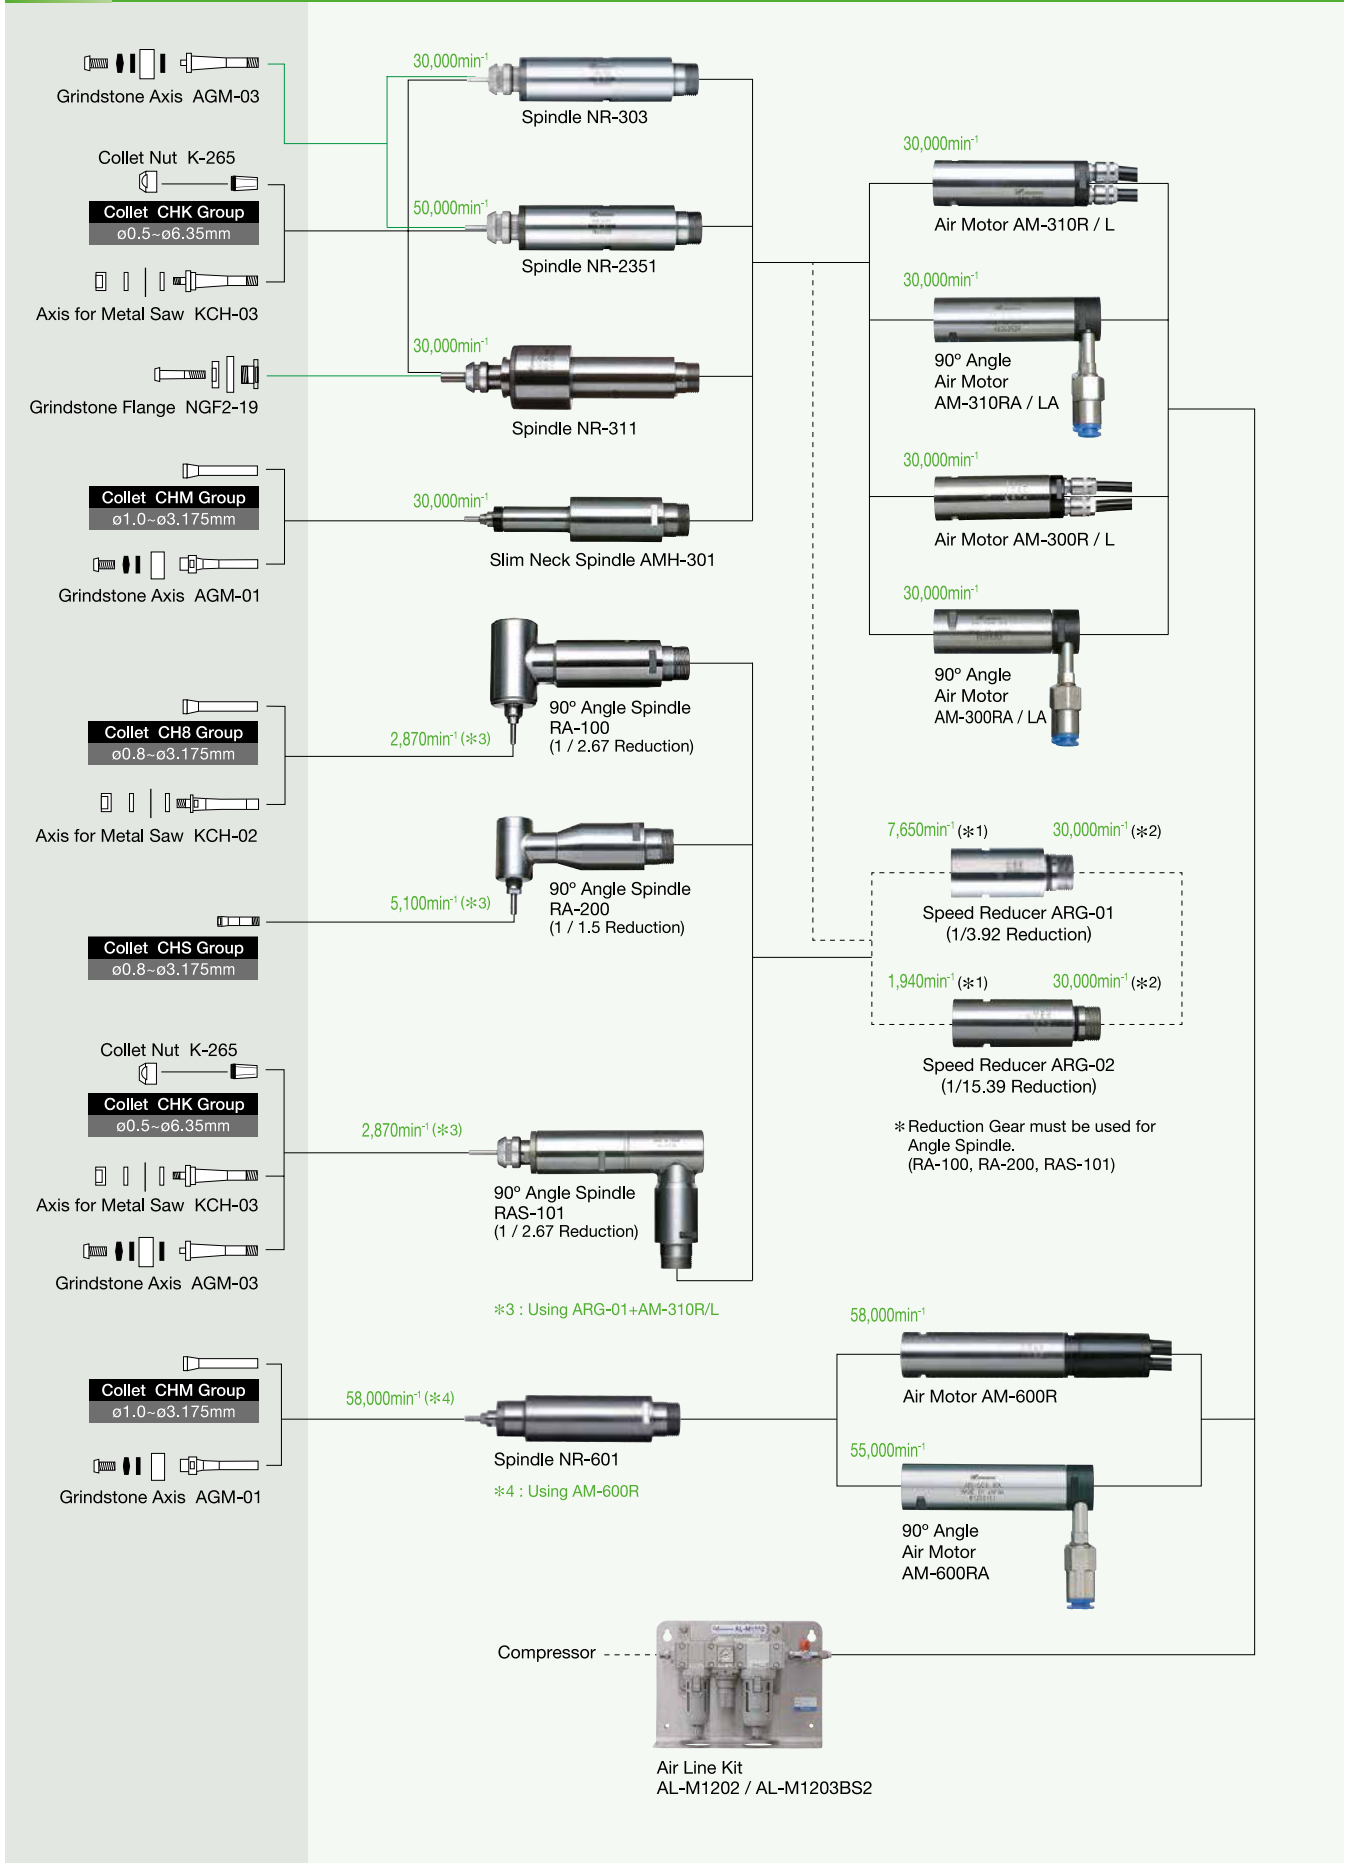 Grindstone Axis AGM-03
Collet Nut K-265
Collet CHK Group
ø0.5~ø6.35mm
Axis for Metal Saw KCH-03
Grindstone Flange NGF2-19
Collet CHM Group
ø1.0~ø3.175mm
Grindstone Axis AGM-01
Collet CH8 Group
ø0.8~ø3.175mm
Axis for Metal Saw KCH-02
Collet CHS Group
ø0.8~ø3.175mm
Collet Nut K-265
Collet CHK Group
ø0.5~ø6.35mm
Axis for Metal Saw KCH-03
Grindstone Axis AGM-03
Collet CHM Group
ø1.0~ø3.175mm
Grindstone Axis AGM-01
30,000min⁻¹
Spindle NR-303
50,000min⁻¹
Spindle NR-2351
30,000min⁻¹
Spindle NR-311
30,000min⁻¹
Slim Neck Spindle AMH-301
90º Angle Spindle
RA-100
(1 / 2.67 Reduction)
2,870min⁻¹ (✻3)
90º Angle Spindle
RA-200
(1 / 1.5 Reduction)
5,100min⁻¹ (✻3)
2,870min⁻¹ (✻3)
90º Angle Spindle
RAS-101
(1 / 2.67 Reduction)
✻3 : Using ARG-01+AM-310R/L
58,000min⁻¹ (✻4)
Spindle NR-601
✻4 : Using AM-600R
30,000min⁻¹
Air Motor AM-310R / L
30,000min⁻¹
90º Angle
Air Motor
AM-310RA / LA
30,000min⁻¹
Air Motor AM-300R / L
30,000min⁻¹
90º Angle
Air Motor
AM-300RA / LA
7,650min⁻¹ (✻1) 30,000min⁻¹ (✻2)
Speed Reducer ARG-01
(1/3.92 Reduction)
1,940min⁻¹ (✻1) 30,000min⁻¹ (✻2)
Speed Reducer ARG-02
(1/15.39 Reduction)
✻ Reduction Gear must be used for
Angle Spindle.
(RA-100, RA-200, RAS-101)
58,000min⁻¹
Air Motor AM-600R
55,000min⁻¹
90º Angle
Air Motor
AM-600RA
Compressor
AL-M1202
Air Line Kit
AL-M1202 / AL-M1203BS2